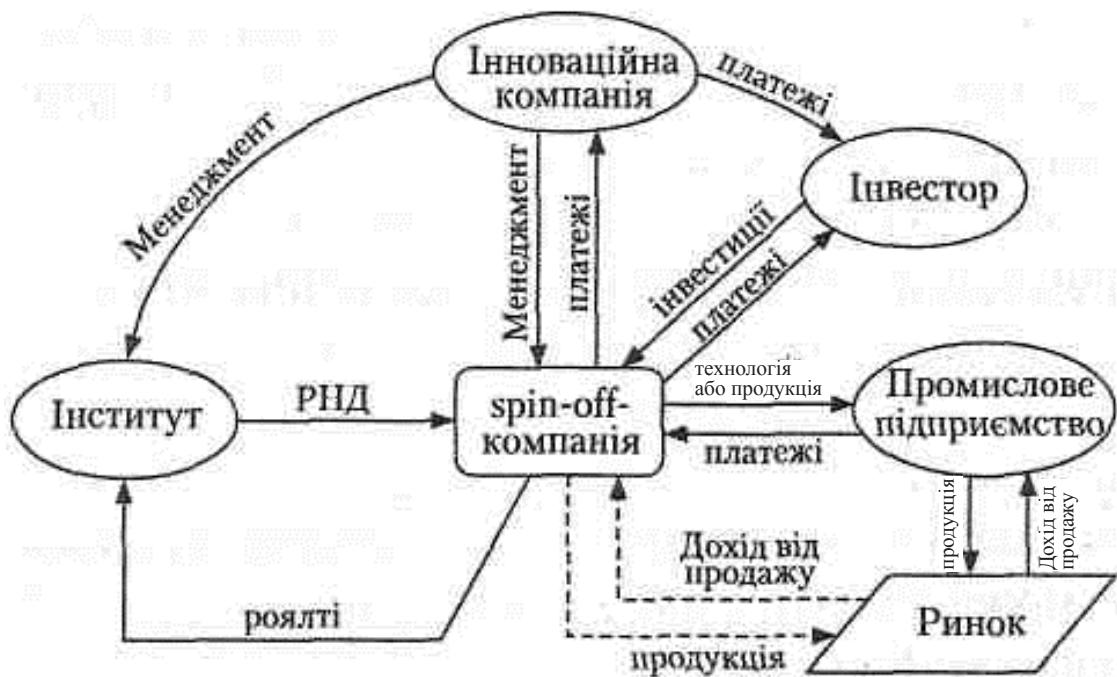 Інноваційна
компанія
платежі
Менеджмент
Інвестор
Менеджмент
платежі
інвестиції
платежі
Інститут
РНД
spin-off-
компанія
технологія
або продукція
Промислове
підприємство
платежі
продукція
Дохід від
продажу
Дохід від
продажу
роялті
Ринок
продукція